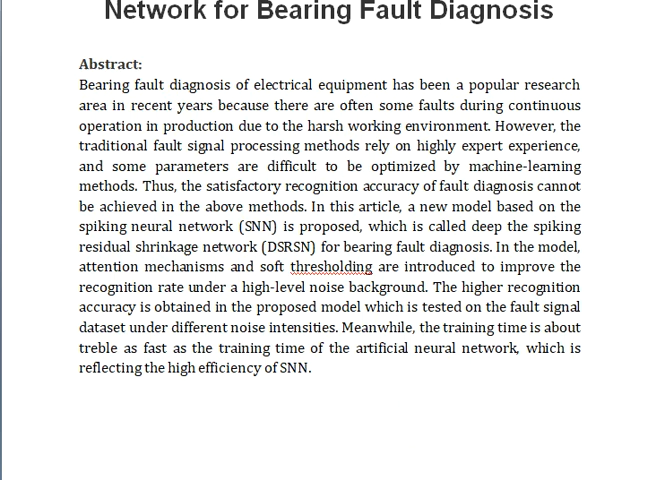 Network for Bearing Fault Diagnosis
Abstract:
Bearing fault diagnosis of electrical equipment has been a popular research
area in recent years because there are often some faults during continuous
operation in production due to the harsh working environment. However, the
traditional fault signal processing methods rely on highly expert experience,
and some parameters are difficult to be optimized by machine-learning
methods. Thus, the satisfactory recognition accuracy of fault diagnosis cannot
be achieved in the above methods. In this article, a new model based on the
spiking neural network (SNN) is proposed, which is called deep the spiking
residual shrinkage network (DSRSN) for bearing fault diagnosis. In the model,
attention mechanisms and soft thresholding are introduced to improve the
recognition rate under a high-level noise background. The higher recognition
accuracy is obtained in the proposed model which is tested on the fault signal
dataset under different noise intensities. Meanwhile, the training time is about
treble as fast as the training time of the artificial neural network, which is
reflecting the high efficiency of SNN.